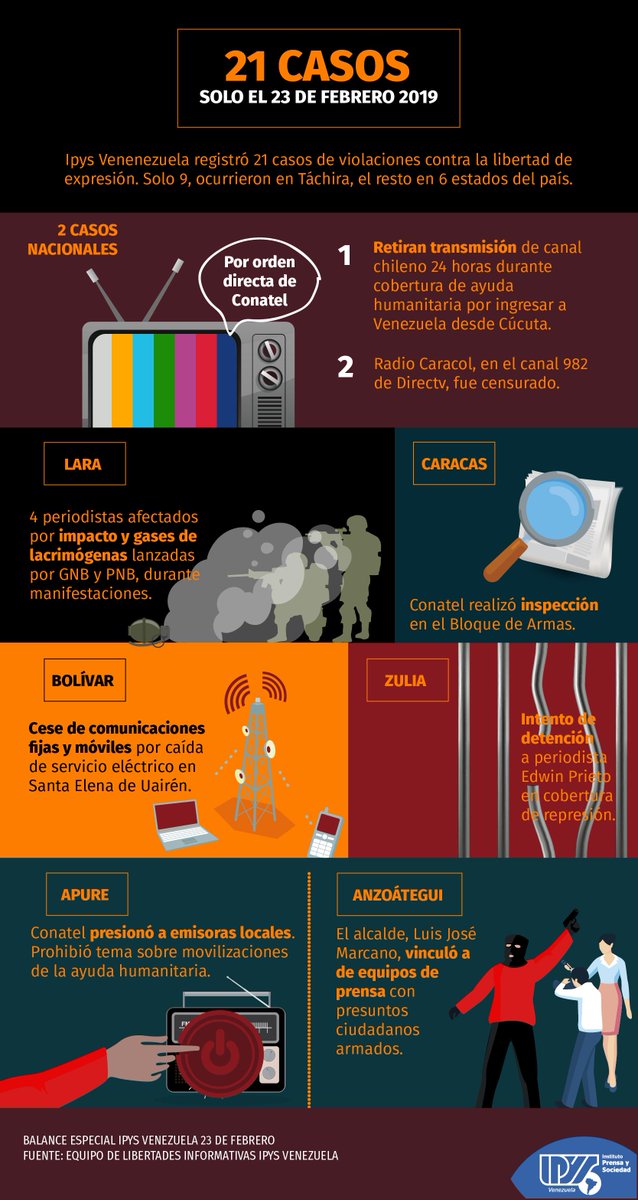 21 CASOS
SOLO EL 23 DE FEBRERO 2019
Ipys Venenezuela registró 21 casos de violaciones contra la libertad de
expresión. Solo 9, ocurrieron en Táchira, el resto en 6 estados del país.
2 CASOS
NACIONALES
Por orden
directa de
Conatel
1
Retiran transmisión de canal
chileno 24 horas durante
cobertura de ayuda
humanitaria por ingresar a
Venezuela desde Cúcuta.
2
Radio Caracol, en el canal 982
de Directv, fue censurado.
LARA
4 periodistas afectados
por impacto y gases de
lacrimógenas lanzadas
por GNB y PNB, durante
manifestaciones.
CARACAS
Conatel realizó inspección
en el Bloque de Armas.
BOLÍVAR
Cese de comunicaciones
fijas y móviles por caída
de servicio eléctrico en
Santa Elena de Uairén.
ZULIA
Intento de
detención
a periodista
Edwin Prieto
en cobertura
de represión.
APURE
Conatel presionó a emisoras locales.
Prohibió tema sobre movilizaciones
de la ayuda humanitaria.
ANZOÁTEGUI
El alcalde, Luis José
Marcano, vinculó a
a de equipos de
prensa con
presuntos
ciudadanos
armados.
BALANCE ESPECIAL IPYS VENEZUELA 23 DE FEBRERO
FUENTE: EQUIPO DE LIBERTADES INFORMATIVAS IPYS VENEZUELA
IPYS
Venezuela
Instituto
Prensa y
Sociedad